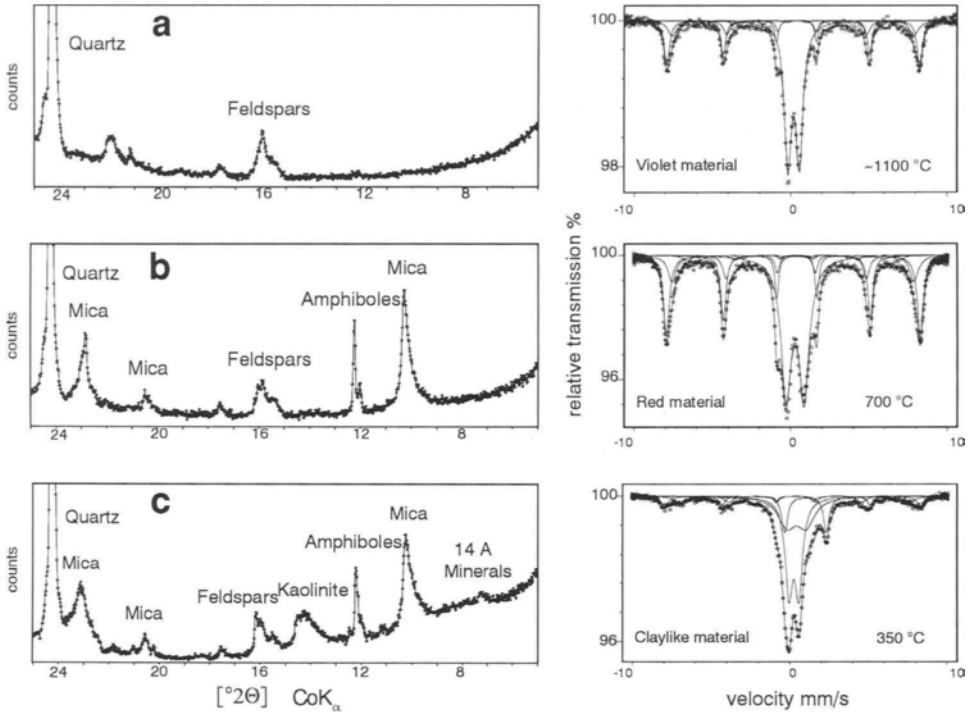 a
Quartz
Feldspars
counts
24 20 16 12 8
100
98
Violet material ~1100 °C
-10 0 10
b
Quartz
Mica
Mica
Feldspars
Amphiboles
Mica
counts
24 20 16 12 8
relative transmission %
100
96
Red material 700 °C
-10 0 10
c
Quartz
Mica
Mica
Feldspars
Kaolinite
Amphiboles
Mica
14 A
Minerals
counts
24 20 16 12 8
[°2Θ] CoKα
100
96
Claylike material 350 °C
-10 0 10
velocity mm/s